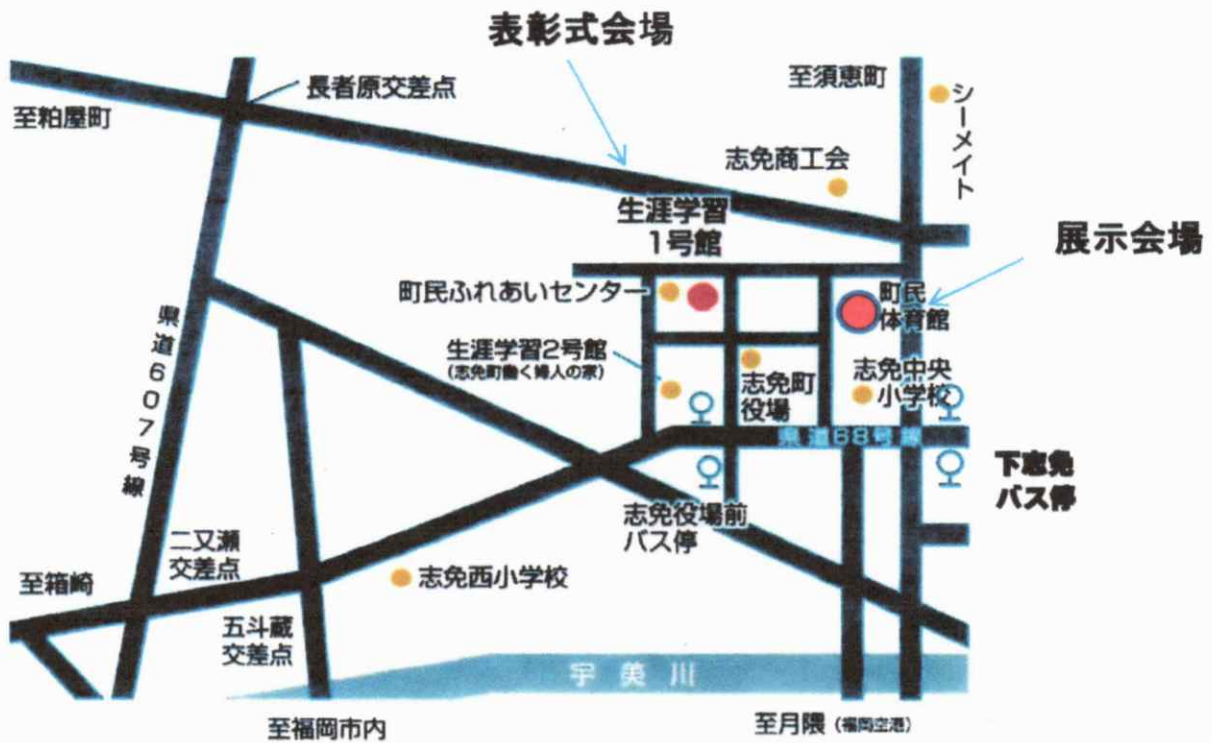 表彰式会場
至須恵町
シーメイト
長者原交差点
至粕屋町
志免商工会
生涯学習
1号館
展示会場
町民ふれあいセンター
町民
体育館
県道607号線
生涯学習2号館
(志免町働く婦人の家)
志免町
役場
志免中央
小学校
県道68号線
下志免
バス停
志免役場前
バス停
二又瀬
交差点
至箱崎
志免西小学校
五斗蔵
交差点
宇美川
至福岡市内
至月隈(福岡空港)